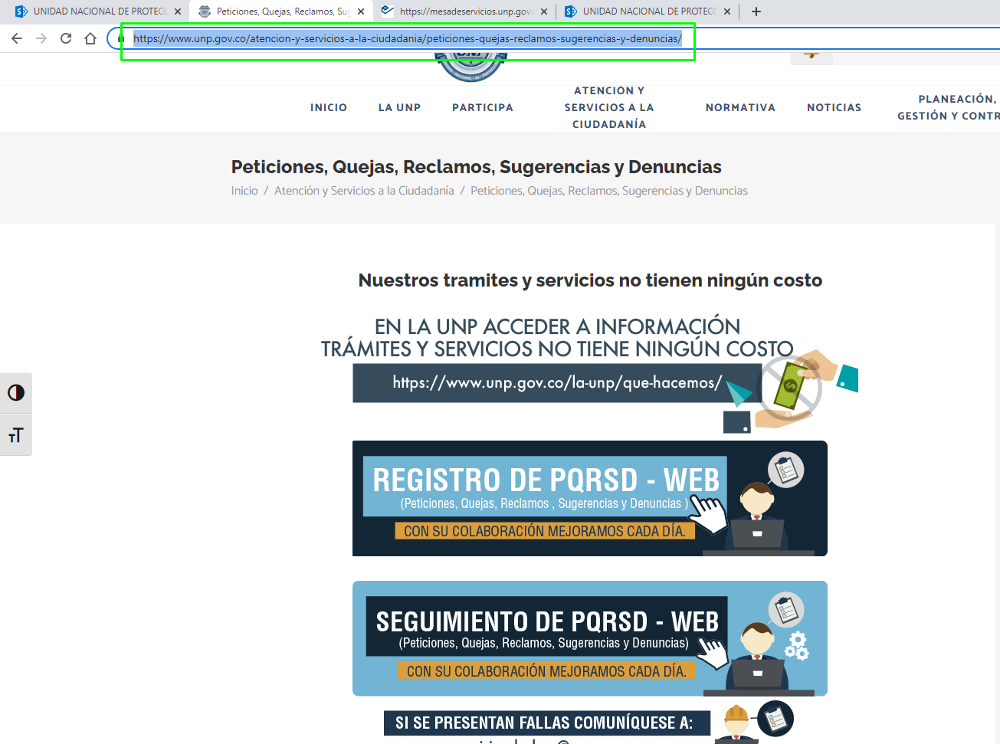 UNIDAD NACIONAL DE PROTECC
Peticiones, Quejas, Reclamos, Sug
https://mesadeservicios.unp.gov.
UNIDAD NACIONAL DE PROTEC
https://www.unp.gov.co/atencion-y-servicios-a-la-ciudadania/peticiones-quejas-reclamos-sugerencias-y-denuncias/
INICIO
LA UNP
PARTICIPA
ATENCIÓN Y
SERVICIOS A LA
CIUDADANÍA
NORMATIVA
NOTICIAS
PLANEACIÓN,
GESTIÓN Y CONTR
Peticiones, Quejas, Reclamos, Sugerencias y Denuncias
Inicio / Atención y Servicios a la Ciudadanía / Peticiones, Quejas, Reclamos, Sugerencias y Denuncias
Nuestros tramites y servicios no tienen ningún costo
EN LA UNP ACCEDER A INFORMACIÓN
TRÁMITES Y SERVICIOS NO TIENE NINGÚN COSTO
https://www.unp.gov.co/la-unp/que-hacemos/
REGISTRO DE PQRSD - WEB
(Peticiones, Quejas, Reclamos , Sugerencias y Denuncias )
CON SU COLABORACIÓN MEJORAMOS CADA DÍA.
SEGUIMIENTO DE PQRSD - WEB
(Peticiones, Quejas, Reclamos, Sugerencias y Denuncias)
CON SU COLABORACIÓN MEJORAMOS CADA DÍA.
SI SE PRESENTAN FALLAS COMUNÍQUESE A: